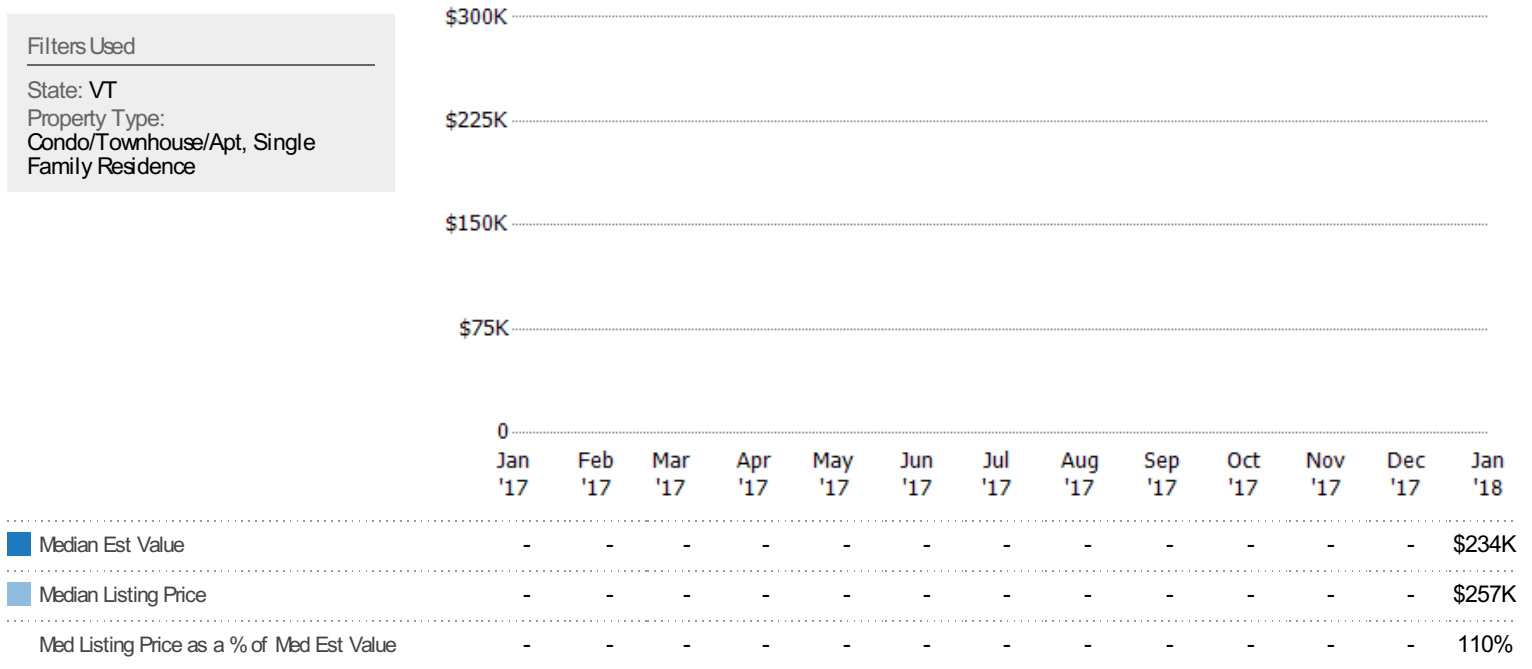 Filters Used
State: VT
Property Type:
Condo/Townhouse/Apt, Single
Family Residence
$300K
$225K
$150K
$75K
0
Jan Feb Mar Apr May Jun Jul Aug Sep Oct Nov Dec Jan
'17 '17 '17 '17 '17 '17 '17 '17 '17 '17 '17 '17 '18
Median Est Value - - - - - - - - - - - - $234K
Median Listing Price - - - - - - - - - - - - $257K
Med Listing Price as a % of Med Est Value - - - - - - - - - - - - 110%